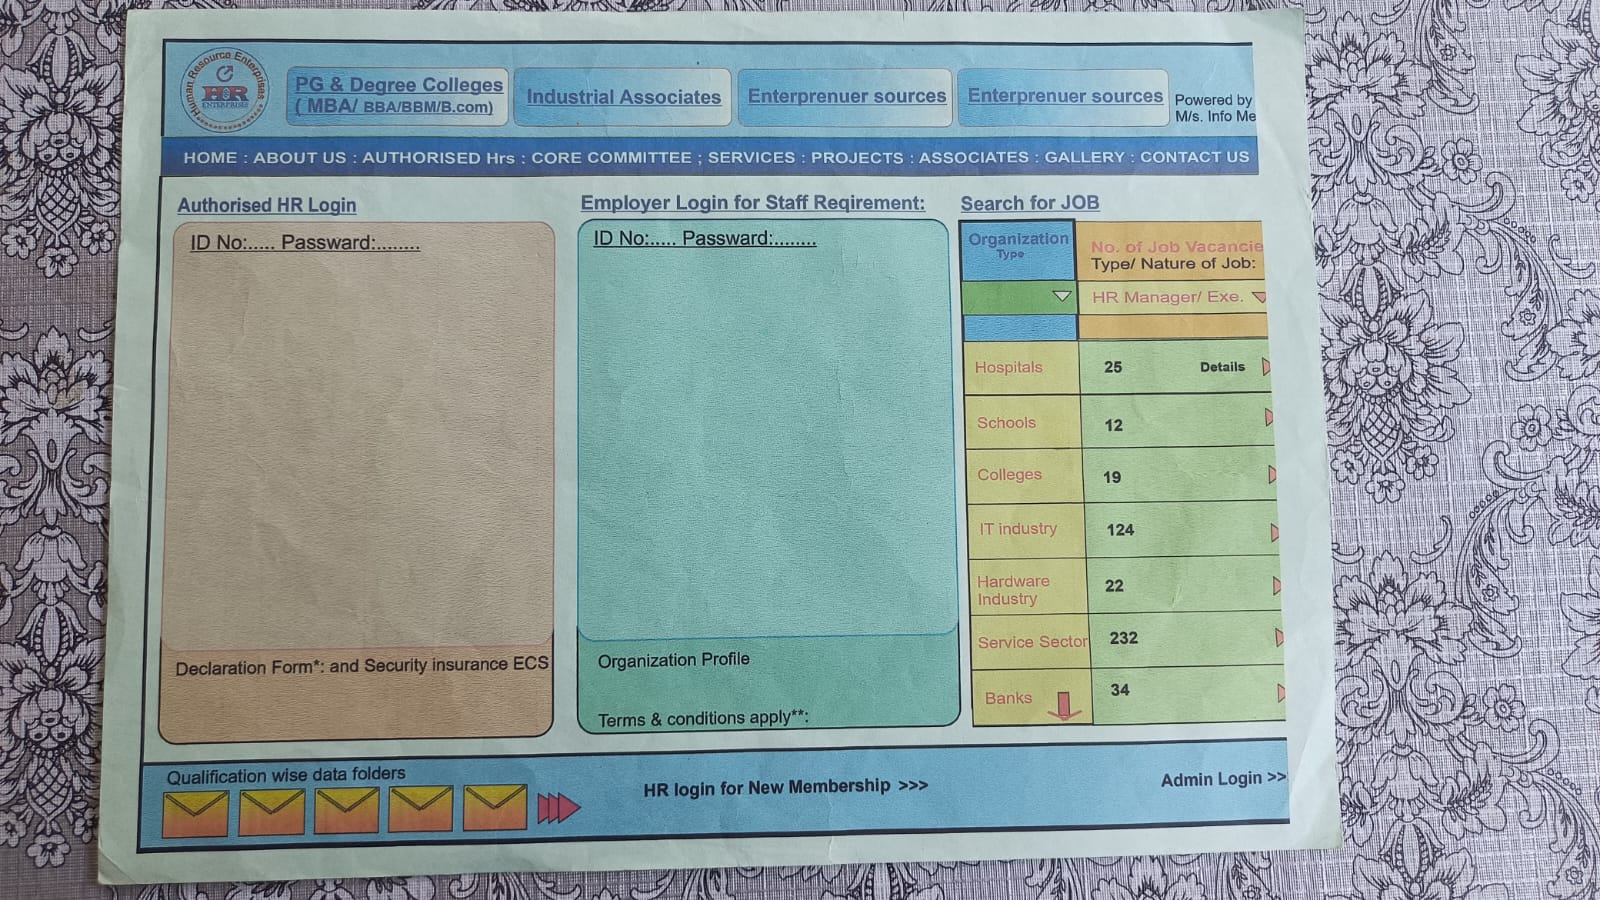 Human Resource Enterprises
HR
ENTERPRISES
PG & Degree Colleges
( MBA/ BBA/BBM/B.com)
Industrial Associates
Enterprenuer sources
Enterprenuer sources
Powered by
M/s. Info Me
HOME : ABOUT US : AUTHORISED Hrs : CORE COMMITTEE ; SERVICES : PROJECTS : ASSOCIATES : GALLERY : CONTACT US
Authorised HR Login
ID No:..... Passward:........
Declaration Form*: and Security insurance ECS
Employer Login for Staff Reqirement:
ID No:..... Passward:........
Organization Profile
Terms & conditions apply**:
Search for JOB
Organization
Type
No. of Job Vacancie
Type/ Nature of Job:
HR Manager/ Exe.
Hospitals 25 Details
Schools 12
Colleges 19
IT industry 124
Hardware
Industry 22
Service Sector 232
Banks 34
Qualification wise data folders
HR login for New Membership >>>
Admin Login >>